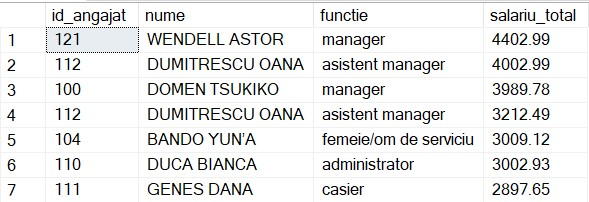 id_angajat nume functie salariu_total
1 121 WENDELL ASTOR manager 4402.99
2 112 DUMITRESCU OANA asistent manager 4002.99
3 100 DOMEN TSUKIKO manager 3989.78
4 112 DUMITRESCU OANA asistent manager 3212.49
5 104 BANDO YUN'A femeie/om de serviciu 3009.12
6 110 DUCA BIANCA administrator 3002.93
7 111 GENES DANA casier 2897.65